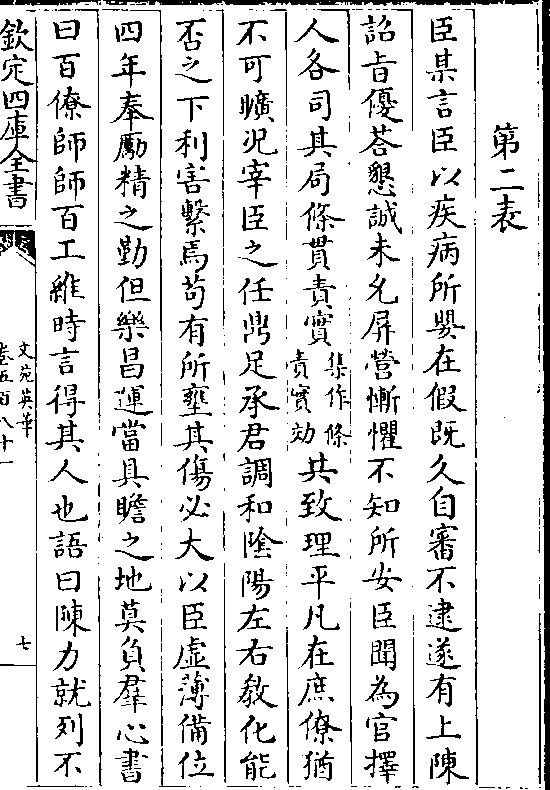 第二表
臣某言臣以疾病所嬰在假既久自審不逮遂有上陳
詔㫖優荅懇誠未允屏營慚懼不知所安臣聞為官擇
人各司其局條貫責實集作條責實効共致理平凡在庶僚猶
不可曠况宰臣之任鼎足承君調和陰陽左右教化能
否之下利害繫焉苟有所壅其傷必大以臣虛薄備位
四年奉勵精之勤但樂昌運當具瞻之地莫負羣心書
曰百僚師師百工維時言得其人也語曰陳力就列不
欽定四庫全書
文苑英華
卷五百八十一
七